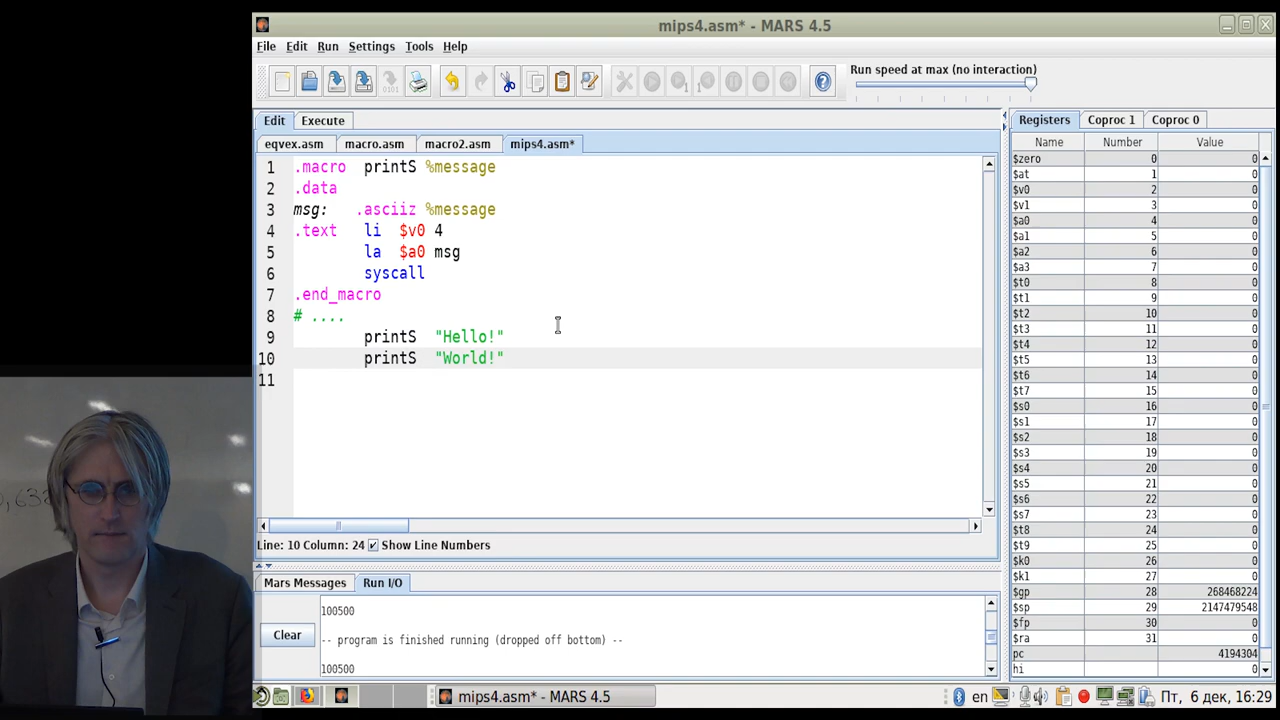 mips4.asm* - MARS 4.5
File Edit Run Settings Tools Help
Run speed at max (no interaction)
Edit Execute
eqvex.asm macro.asm macro2.asm mips4.asm*
1 .macro printS %message
2 .data
3 msg: .asciiz %message
4 .text li $v0 4
5 la $a0 msg
6 syscall
7 .end_macro
8 # ....
9 printS "Hello!"
10 printS "World!"
11
Line: 10 Column: 24 Show Line Numbers
Mars Messages Run I/O
Clear
100500
-- program is finished running (dropped off bottom) --
100500
Registers Coproc 1 Coproc 0
Name Number Value
$zero 0 0
$at 1 0
$v0 2 0
$v1 3 0
$a0 4 0
$a1 5 0
$a2 6 0
$a3 7 0
$t0 8 0
$t1 9 0
$t2 10 0
$t3 11 0
$t4 12 0
$t5 13 0
$t6 14 0
$t7 15 0
$s0 16 0
$s1 17 0
$s2 18 0
$s3 19 0
$s4 20 0
$s5 21 0
$s6 22 0
$s7 23 0
$t8 24 0
$t9 25 0
$k0 26 0
$k1 27 0
$gp 28 268468224
$sp 29 2147479548
$fp 30 0
$ra 31 0
pc 4194304
hi 0
mips4.asm* - MARS 4.5
en
Пт, 6 дек, 16:29